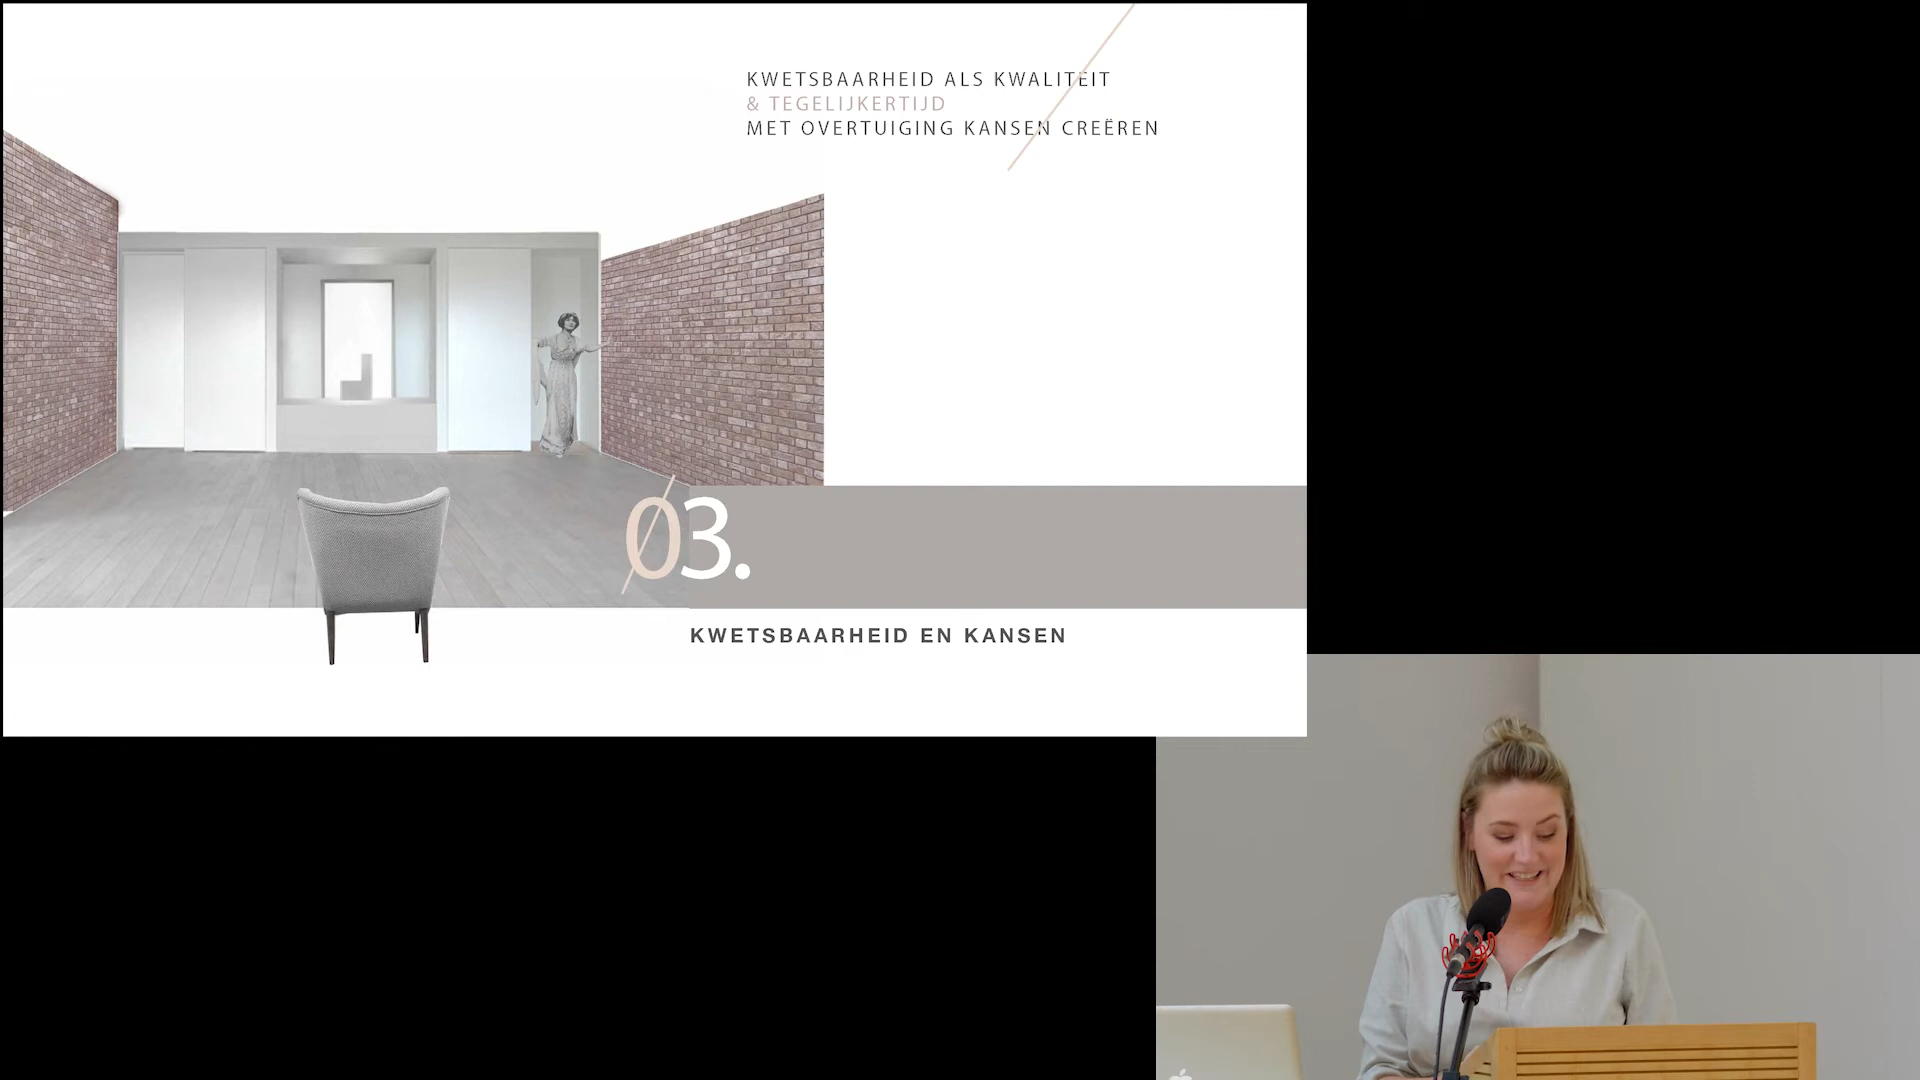 KWETSBAARHEID ALS KWALITEIT
& TEGELIJKERTIJD
MET OVERTUIGING KANSEN CREËREN
03.
KWETSBAARHEID EN KANSEN